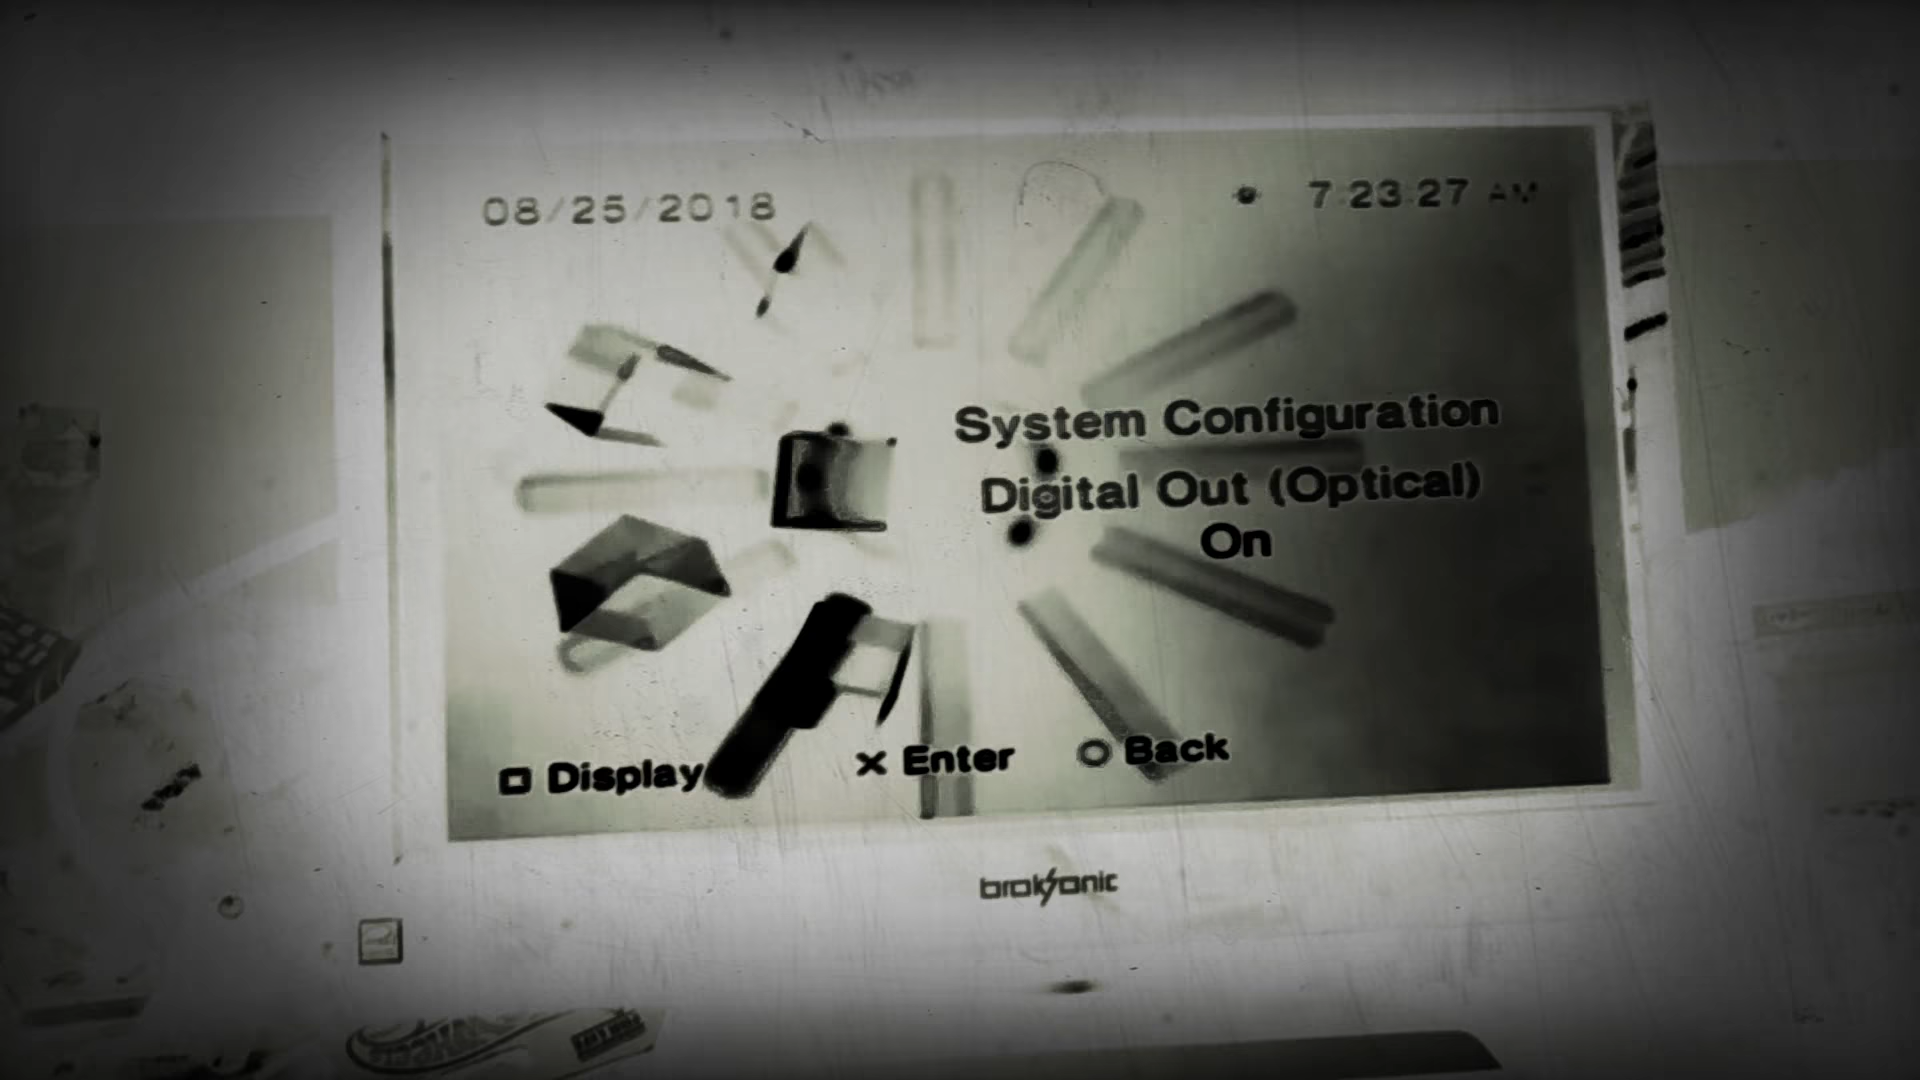 08/25/2018
7:23:27 AM
System Configuration
Digital Out (Optical)
On
□ Display
× Enter
○ Back
broksonic